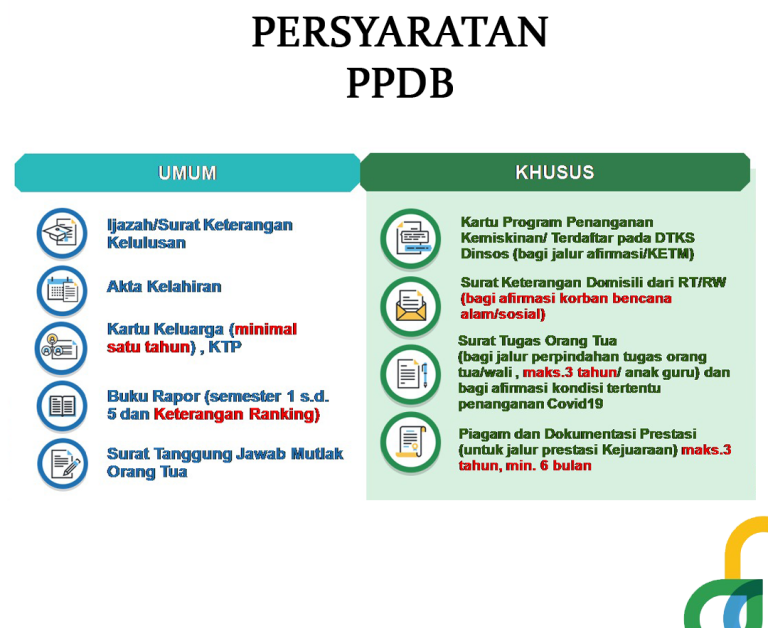 PERSYARATAN
PPDB
UMUM
Ijazah/Surat Keterangan
Kelulusan
Akta Kelahiran
Kartu Keluarga (minimal
satu tahun) , KTP
Buku Rapor (semester 1 s.d.
5 dan Keterangan Ranking)
Surat Tanggung Jawab Mutlak
Orang Tua
KHUSUS
Kartu Program Penanganan
Kemiskinan/ Terdaftar pada DTKS
Dinsos (bagi jalur afirmasi/KETM)
Surat Keterangan Domisili dari RT/RW
(bagi afirmasi korban bencana
alam/sosial)
Surat Tugas Orang Tua
(bagi jalur perpindahan tugas orang
tua/wali , maks.3 tahun/ anak guru) dan
bagi afirmasi kondisi tertentu
penanganan Covid19
Piagam dan Dokumentasi Prestasi
(untuk jalur prestasi Kejuaraan) maks.3
tahun, min. 6 bulan